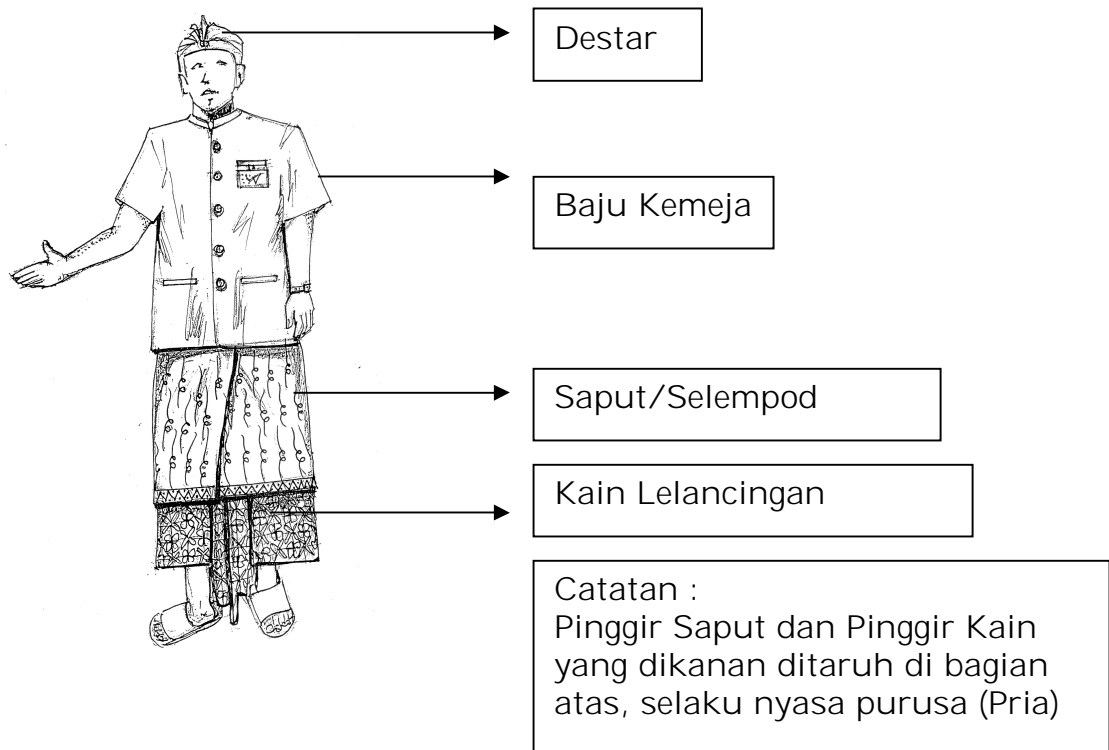 Destar
Baju Kemeja
Saput/Selempod
Kain Lelancingan
Catatan :
Pinggir Saput dan Pinggir Kain
yang dikanan ditaruh di bagian
atas, selaku nyasa purusa (Pria)